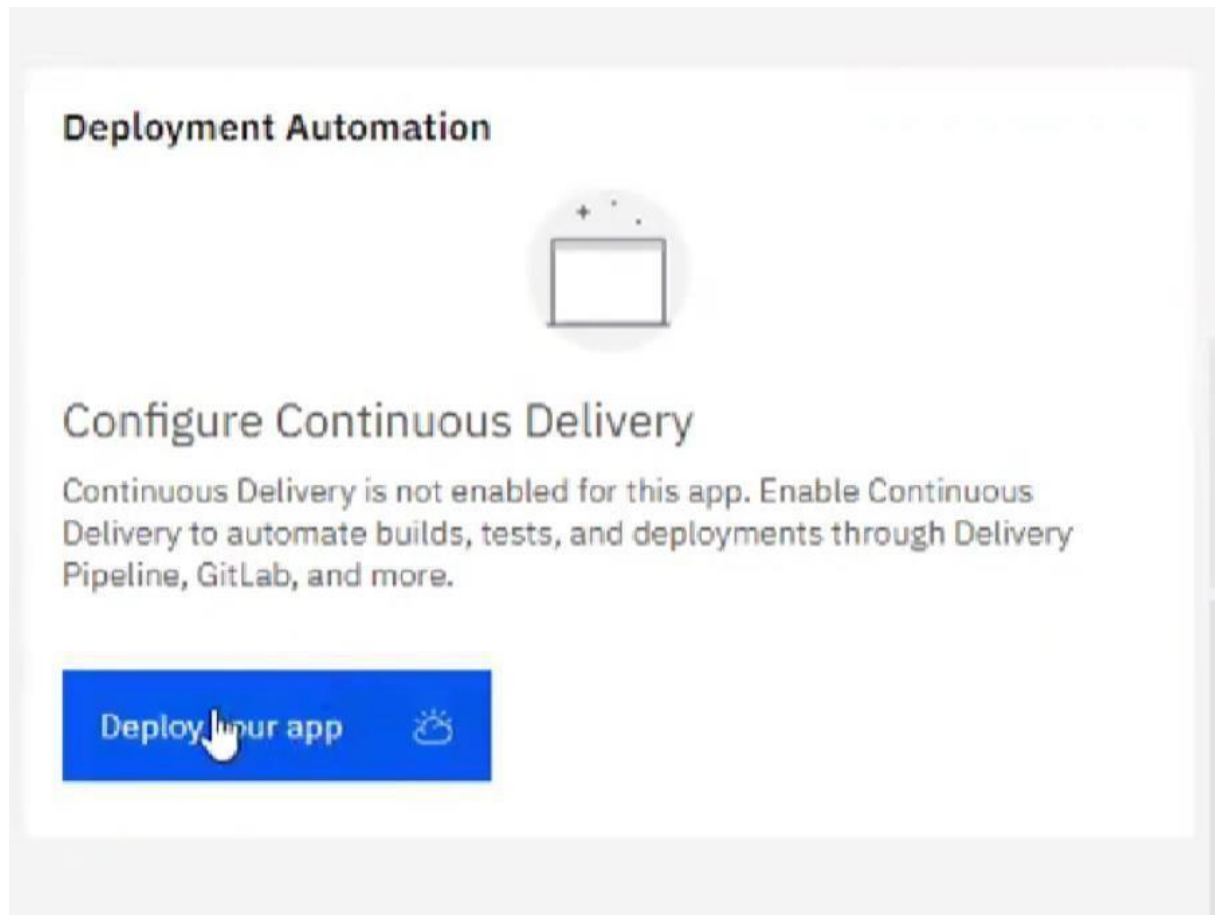 Deployment Automation
Configure Continuous Delivery
Continuous Delivery is not enabled for this app. Enable Continuous
Delivery to automate builds, tests, and deployments through Delivery
Pipeline, GitLab, and more.
Deploy your app